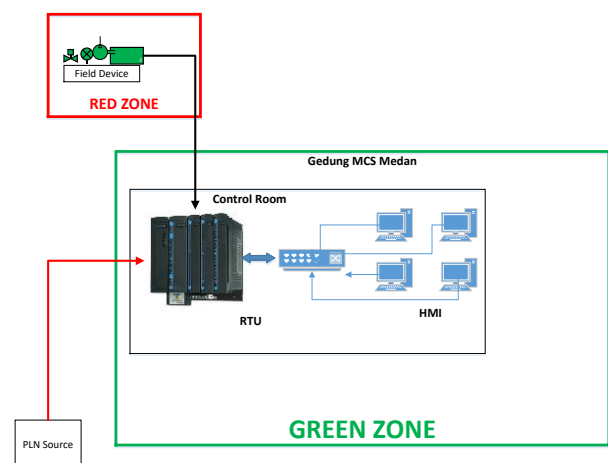 Field Device
RED ZONE
Gedung MCS Medan
Control Room
RTU
HMI
GREEN ZONE
PLN Source